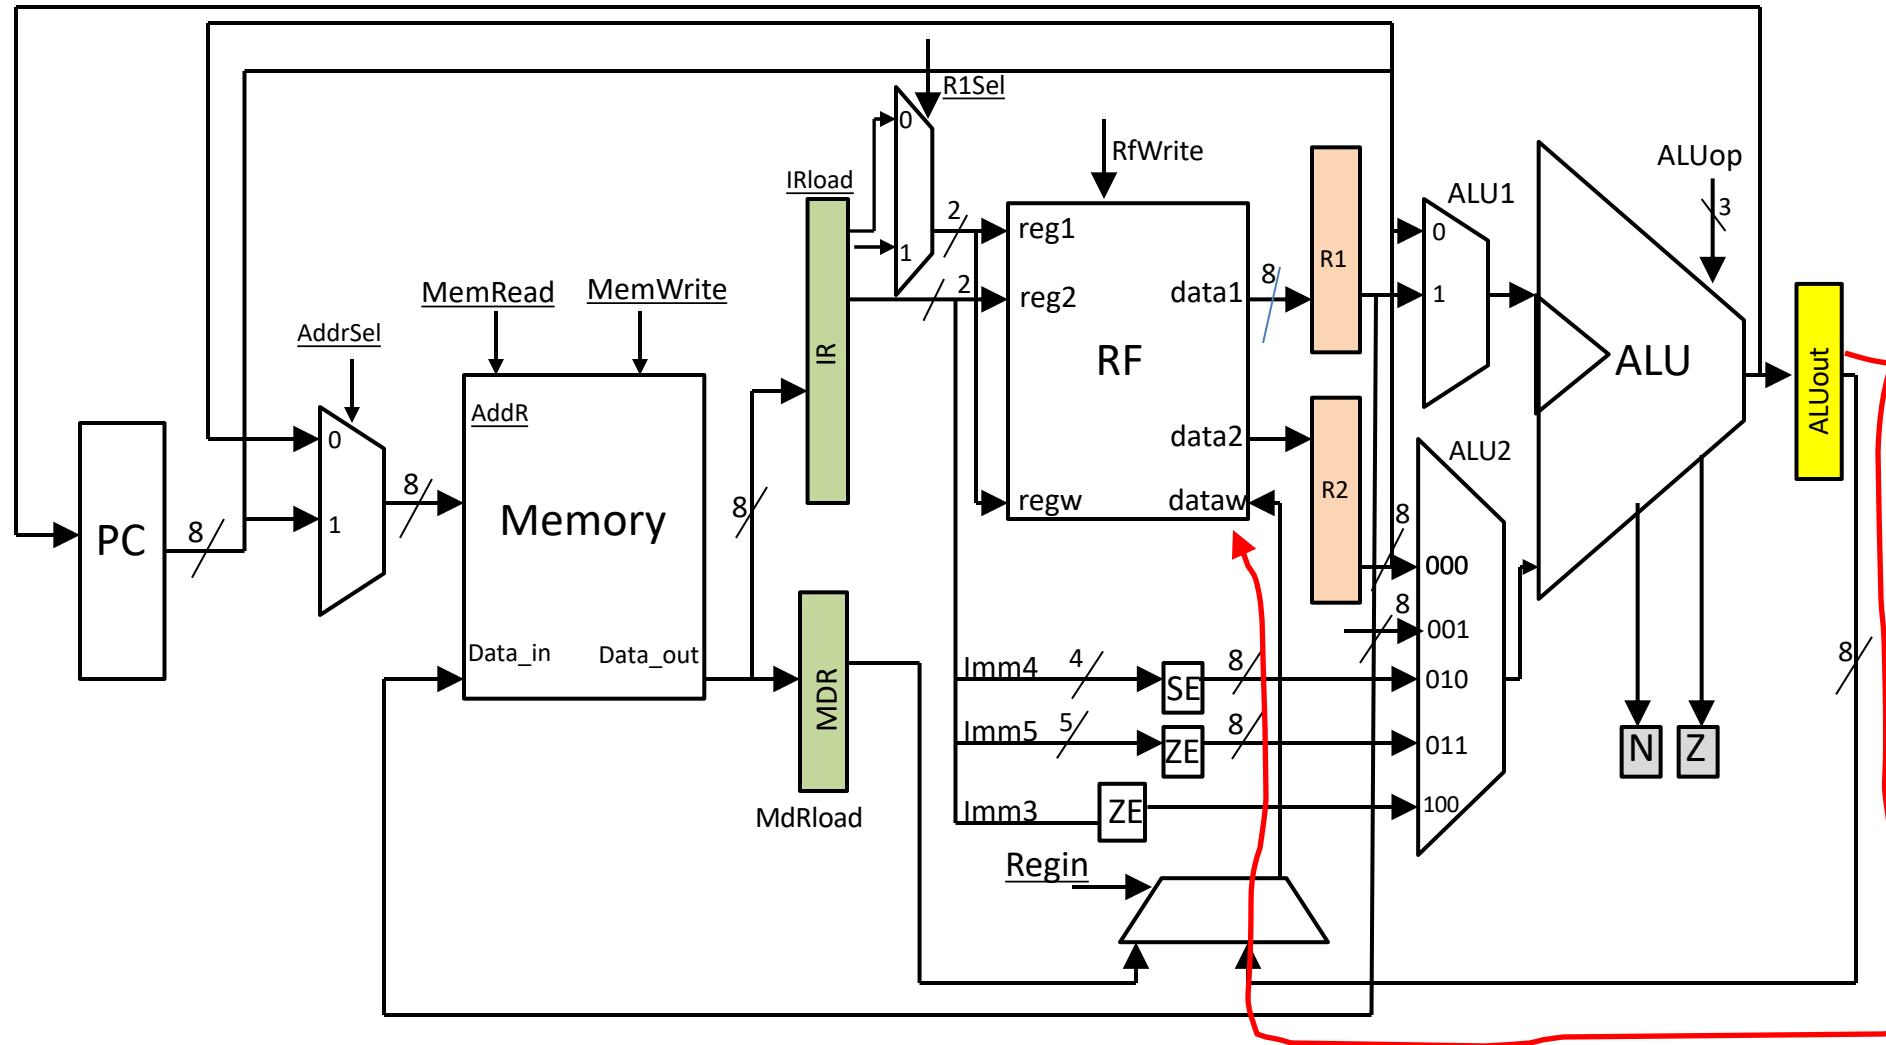 R1Sel
0
1
IRload
IR
2
2
RfWrite
reg1
reg2
regw
data1
data2
dataw
RF
8
R1
R2
ALU1
0
1
ALUop
3
ALU
ALUout
MemRead
MemWrite
AddrSel
0
1
8
AddR
Memory
Data_in
Data_out
8
PC
8
MDR
MdRload
ALU2
8
000
8
001
010
011
100
Imm4
4
SE
8
Imm5
5
ZE
8
Imm3
ZE
Regin
N
Z
8